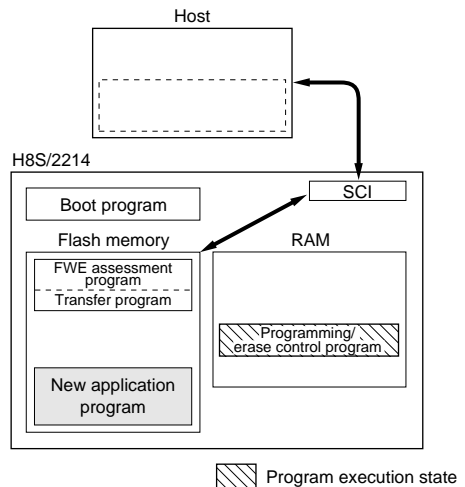 Host
H8S/2214
SCI
Boot program
Flash memory
RAM
FWE assessment
program
Transfer program
Programming/
erase control program
New application
program
Program execution state